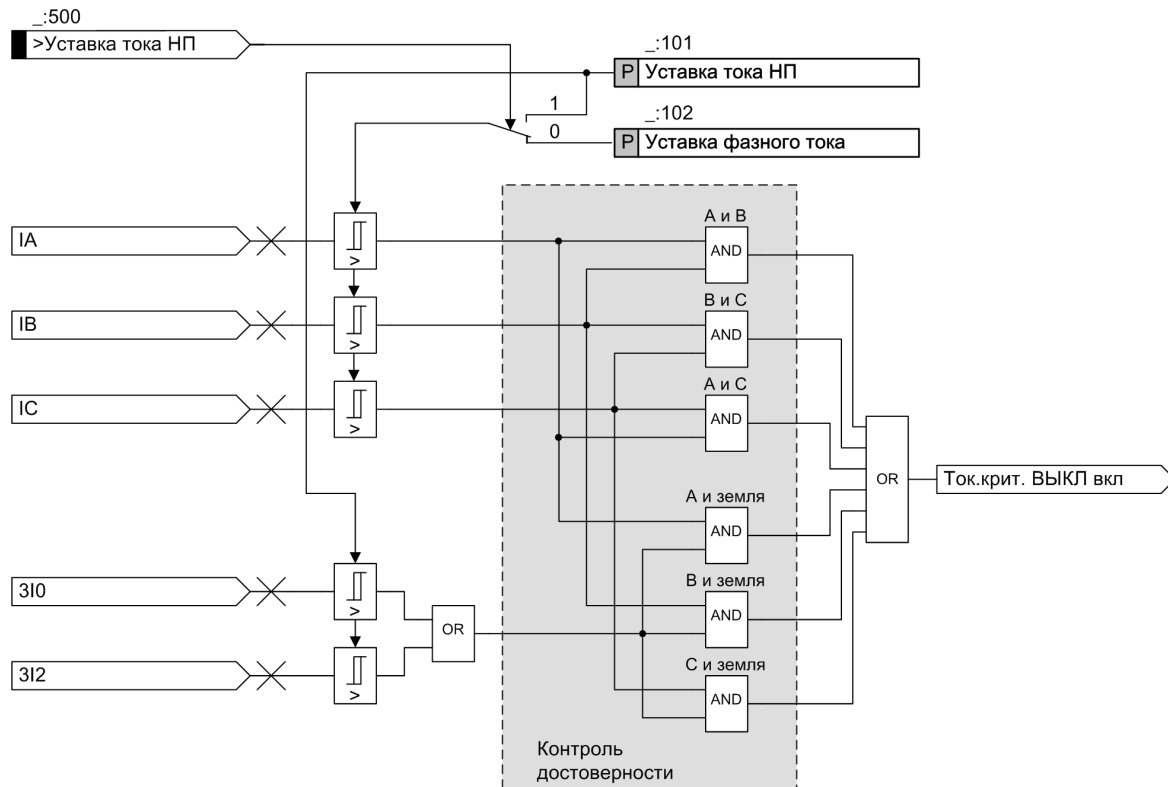 _:500
>Уставка тока НП
_:101
P Уставка тока НП
1
0
_:102
P Уставка фазного тока
IA
>
A и B
AND
IB
>
B и C
AND
IC
>
A и C
AND
OR
Ток.крит. ВЫКЛ вкл
A и земля
AND
3I0
>
OR
B и земля
AND
3I2
>
C и земля
AND
Контроль
достоверности